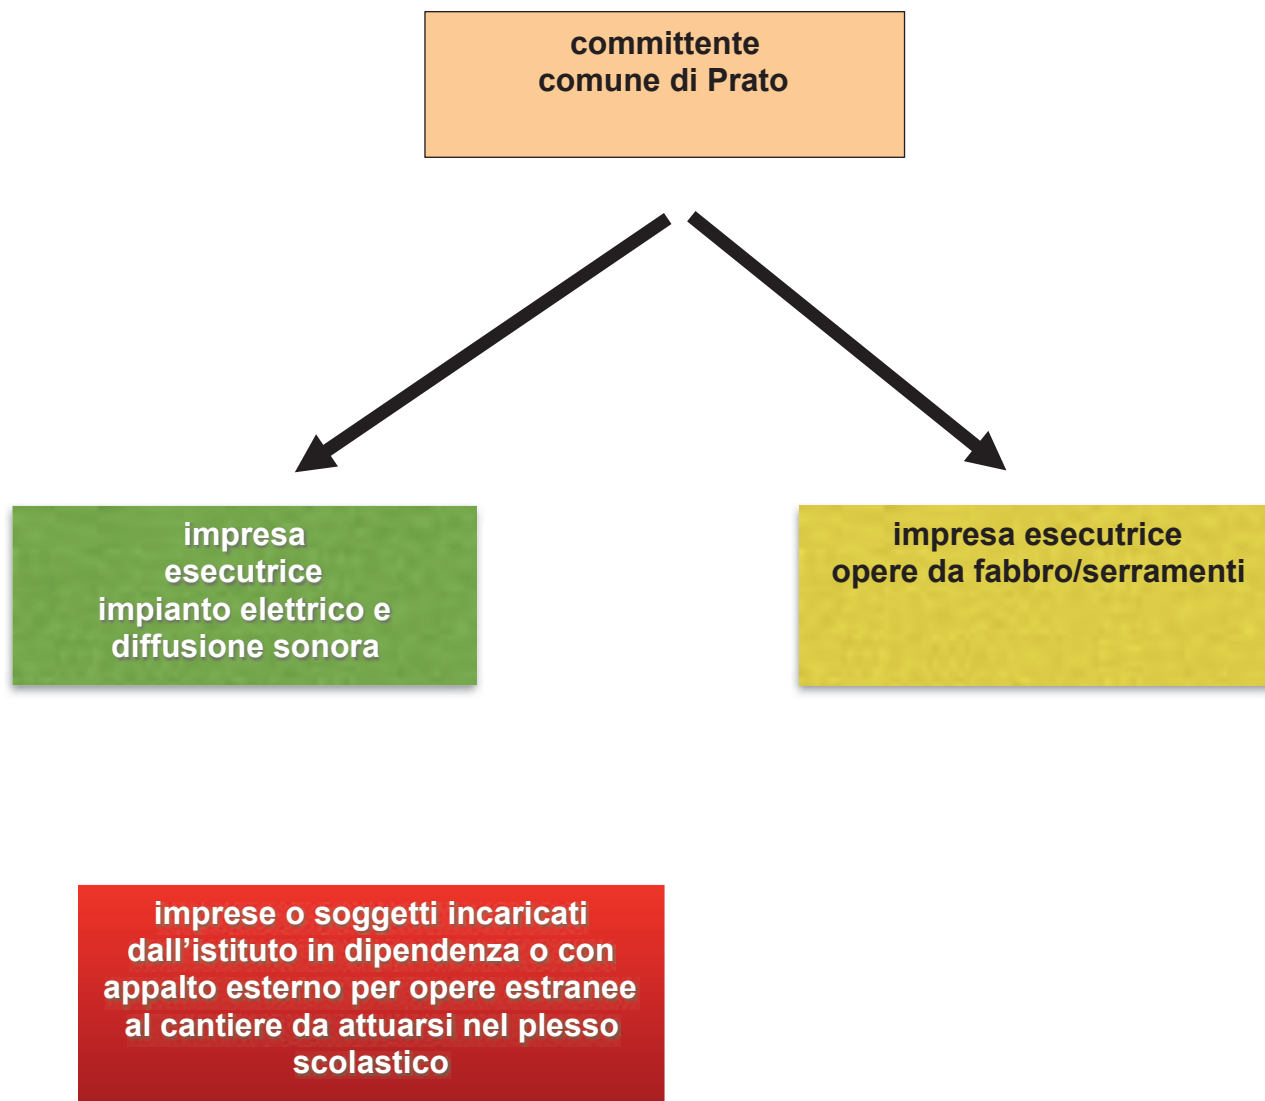 committente
comune di Prato
impresa
esecutrice
impianto elettrico e
diffusione sonora
impresa esecutrice
opere da fabbro/serramenti
imprese o soggetti incaricati
dall’istituto in dipendenza o con
appalto esterno per opere estranee
al cantiere da attuarsi nel plesso
scolastico